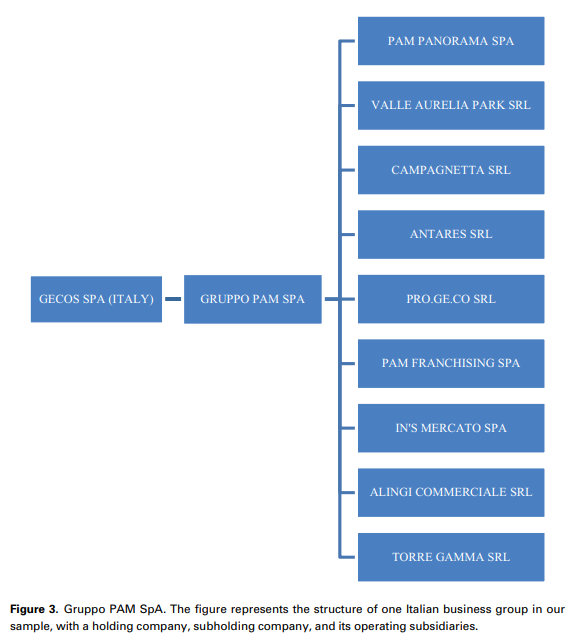 PAM PANORAMA SPA
VALLE AURELIA PARK SRL
CAMPAGNETTA SRL
ANTARES SRL
GECOS SPA (ITALY)
GRUPPO PAM SPA
PRO.GE.CO SRL
PAM FRANCHISING SPA
IN'S MERCATO SPA
ALINGI COMMERCIALE SRL
TORRE GAMMA SRL
Figure 3. Gruppo PAM SpA. The figure represents the structure of one Italian business group in our
sample, with a holding company, subholding company, and its operating subsidiaries.